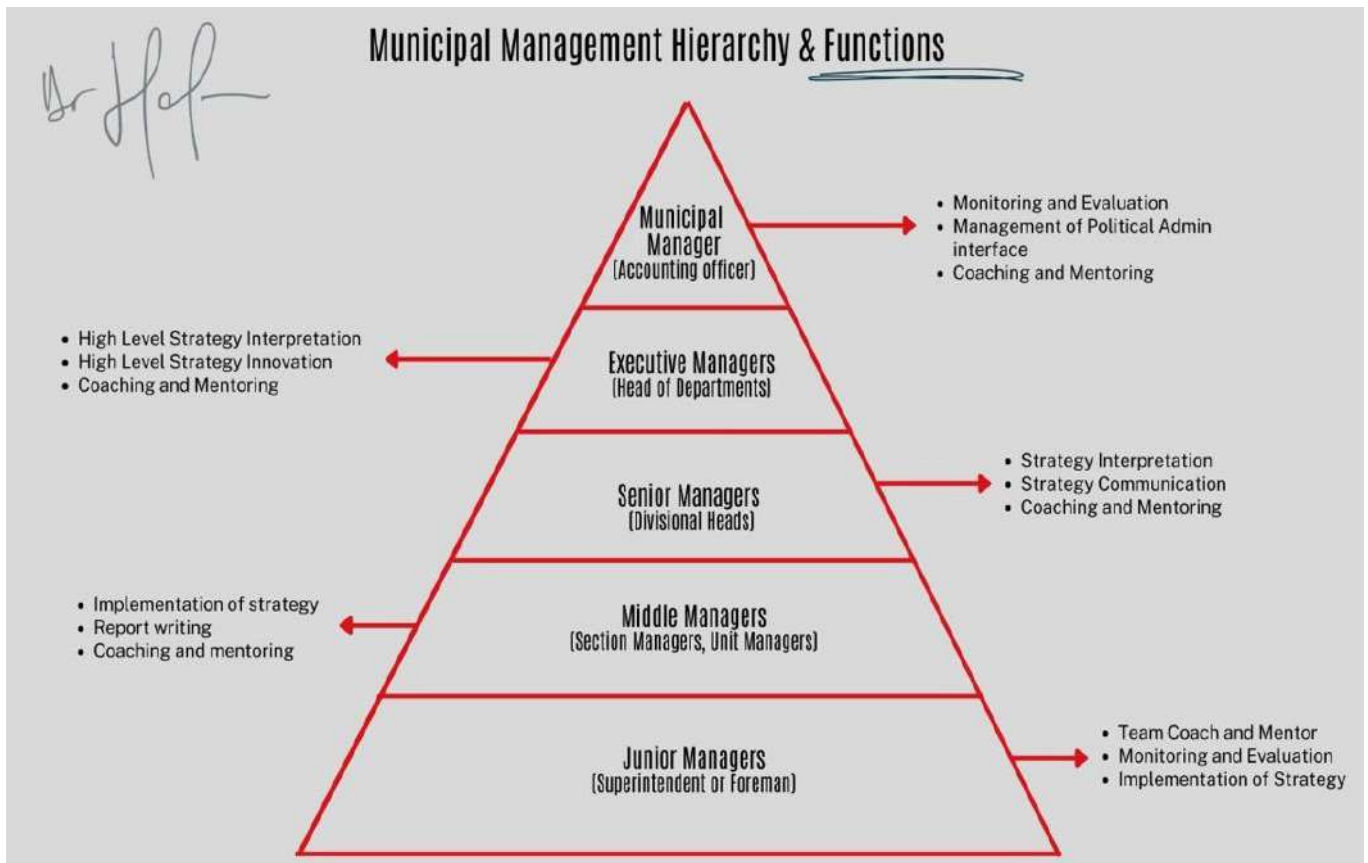 Municipal Management Hierarchy & Functions
Dr
Municipal
Manager
(Accounting officer)
• Monitoring and Evaluation
• Management of Political Admin
interface
• Coaching and Mentoring
• High Level Strategy Interpretation
• High Level Strategy Innovation
• Coaching and Mentoring
Executive Managers
(Head of Departments)
Senior Managers
(Divisional Heads)
• Strategy Interpretation
• Strategy Communication
• Coaching and Mentoring
• Implementation of strategy
• Report writing
• Coaching and mentoring
Middle Managers
(Section Managers, Unit Managers)
Junior Managers
(Superintendent or Foreman)
• Team Coach and Mentor
• Monitoring and Evaluation
• Implementation of Strategy